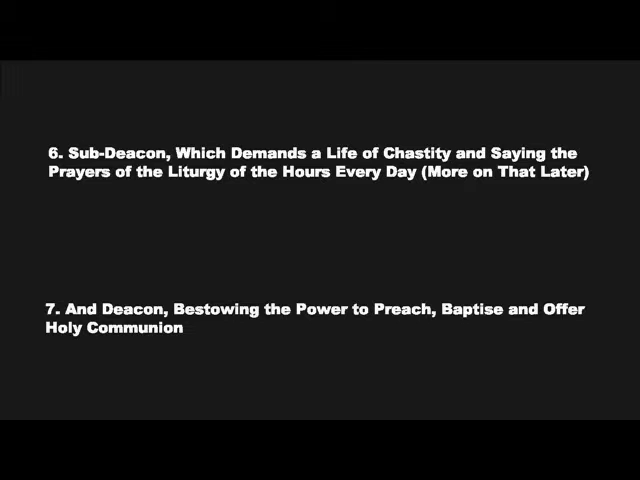 6. Sub-Deacon, Which Demands a Life of Chastity and Saying the
Prayers of the Liturgy of the Hours Every Day (More on That Later)
7. And Deacon, Bestowing the Power to Preach, Baptise and Offer
Holy Communion